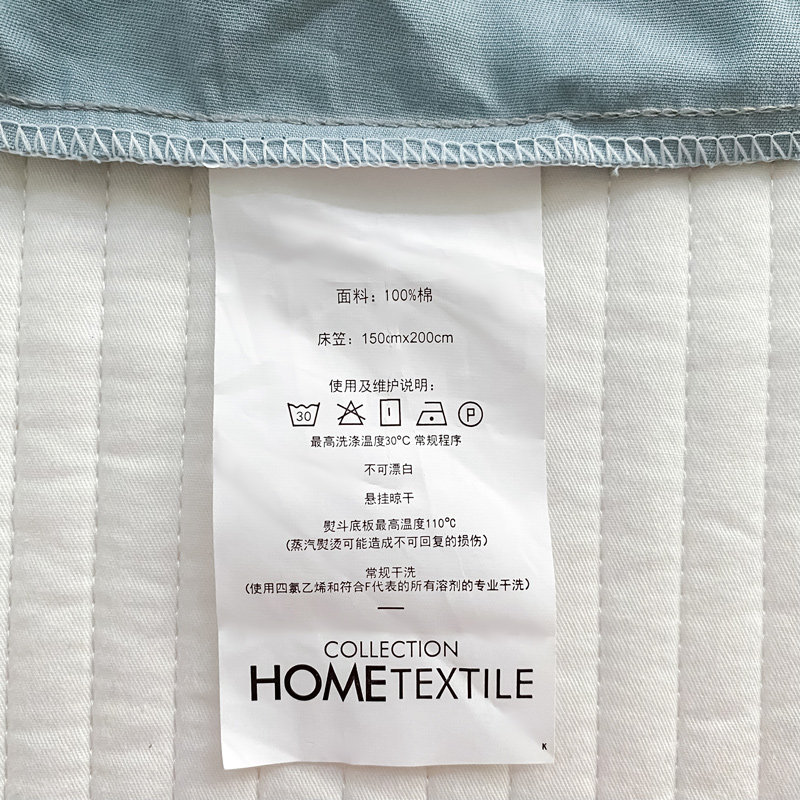 面料：100%棉
床笠：150cmx200cm
使用及维护说明：
30 P
最高洗涤温度30°C 常规程序
不可漂白
悬挂晾干
熨斗底板最高温度110°C
(蒸汽熨烫可能造成不可回复的损伤)
常规干洗
(使用四氯乙烯和符合F代表的所有溶剂的专业干洗)
COLLECTION
HOMETEXTILE
K